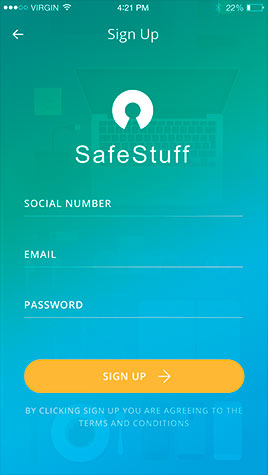 VIRGIN 4:21 PM 22%
Sign Up
SafeStuff
SOCIAL NUMBER
EMAIL
PASSWORD
SIGN UP
BY CLICKING SIGN UP YOU ARE AGREEING TO THE
TERMS AND CONDITIONS